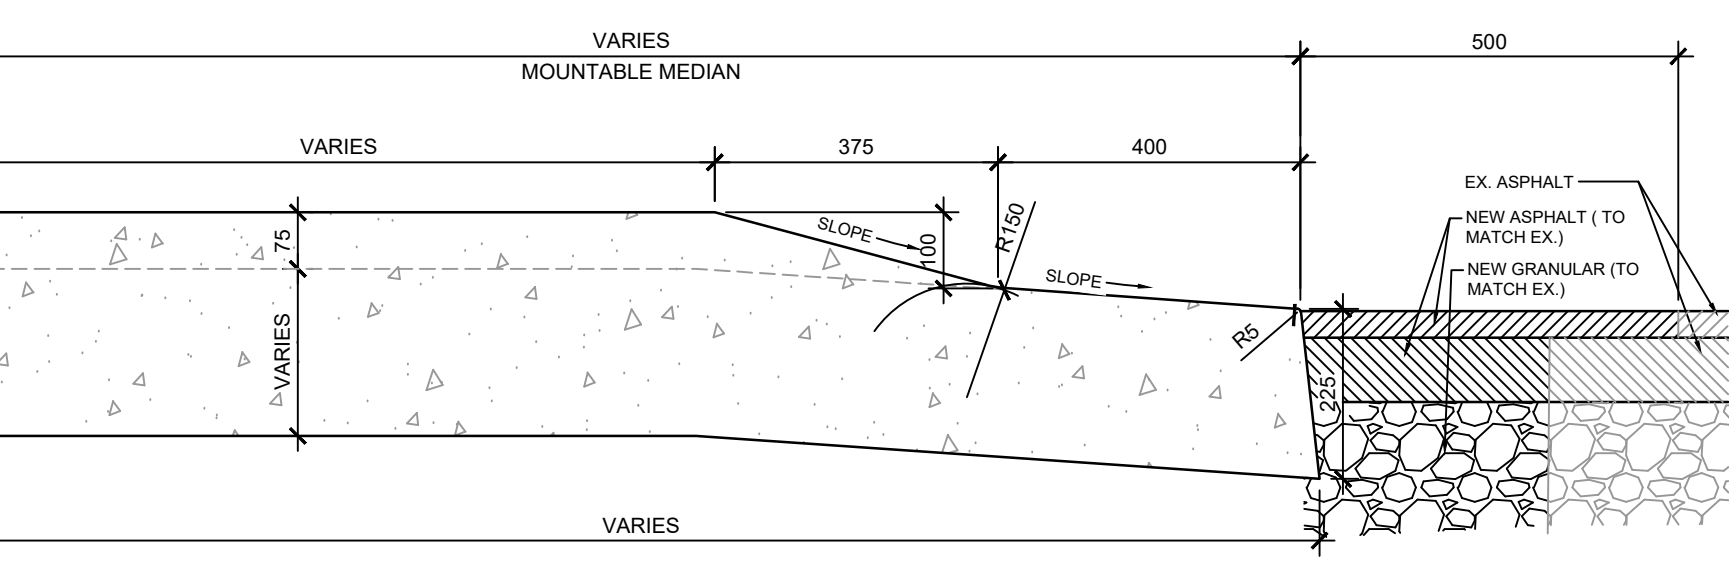 VARIES
500
MOUNTABLE MEDIAN
VARIES
375
400
EX. ASPHALT
NEW ASPHALT ( TO
MATCH EX.)
NEW GRANULAR (TO
MATCH EX.)
75
SLOPE
100
R150
SLOPE
VARIES
R5
225
VARIES